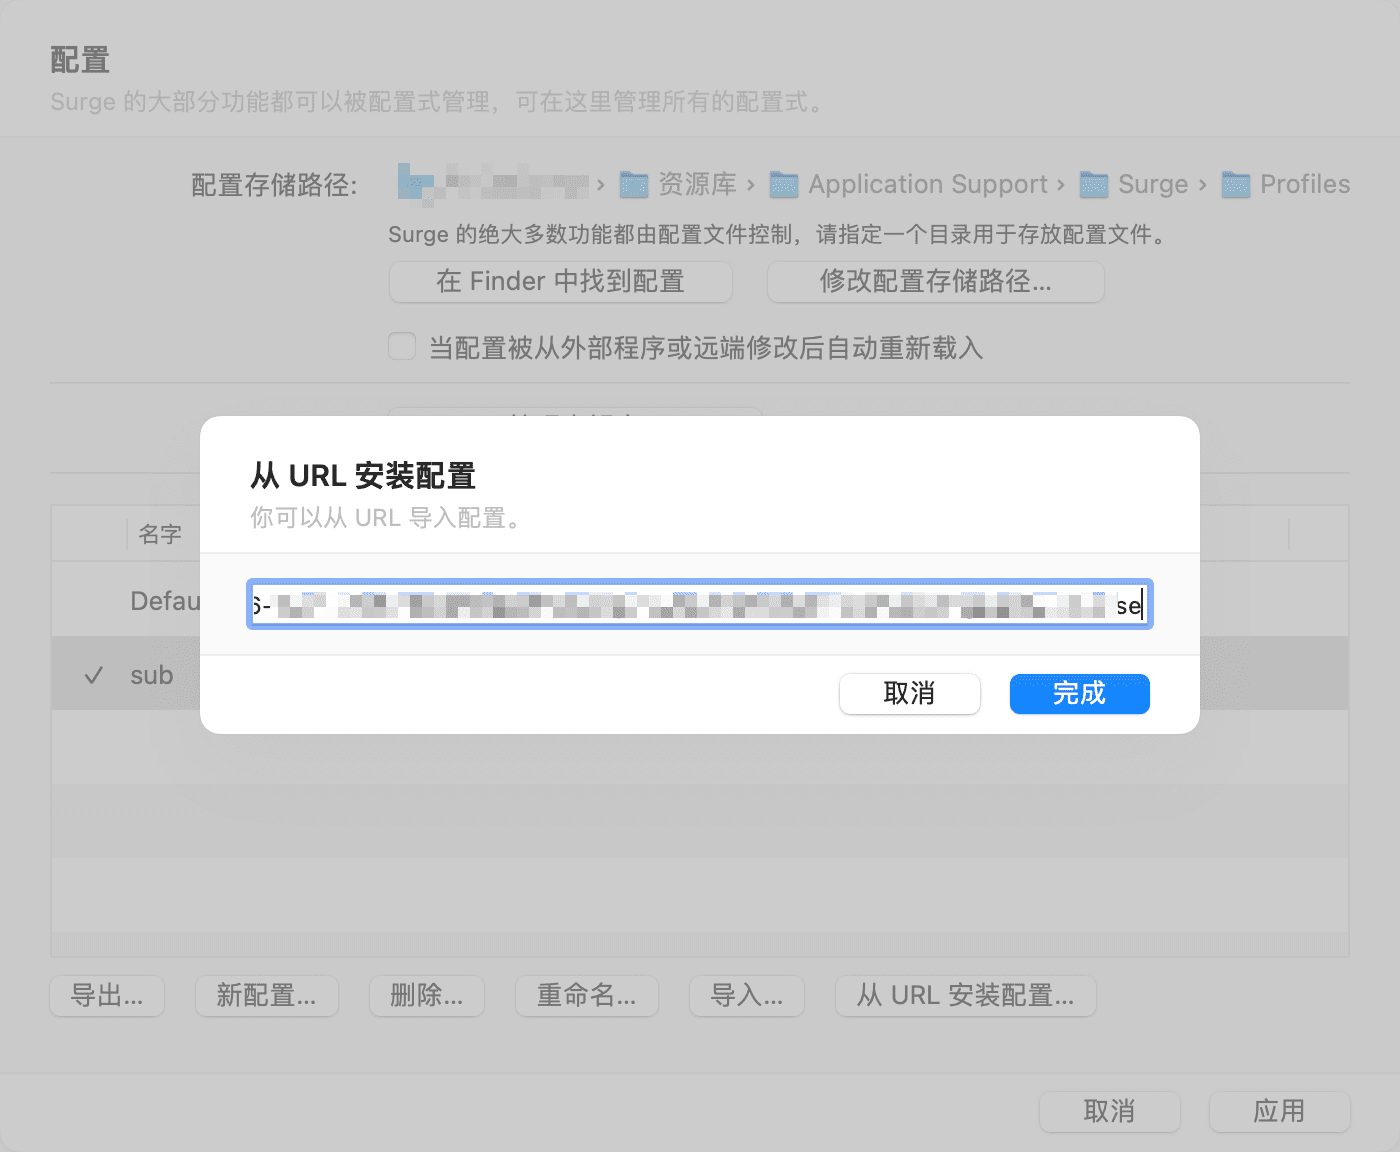 配置
Surge 的大部分功能都可以被配置式管理，可在这里管理所有的配置式。
配置存储路径: › 资源库 › Application Support › Surge › Profiles
Surge 的绝大多数功能都由配置文件控制，请指定一个目录用于存放配置文件。
在 Finder 中找到配置 修改配置存储路径...
当配置被从外部程序或远端修改后自动重新载入
从 URL 安装配置
你可以从 URL 导入配置。
名字
Defau
se
✓ sub
取消 完成
导出... 新配置... 删除... 重命名... 导入... 从 URL 安装配置...
取消 应用